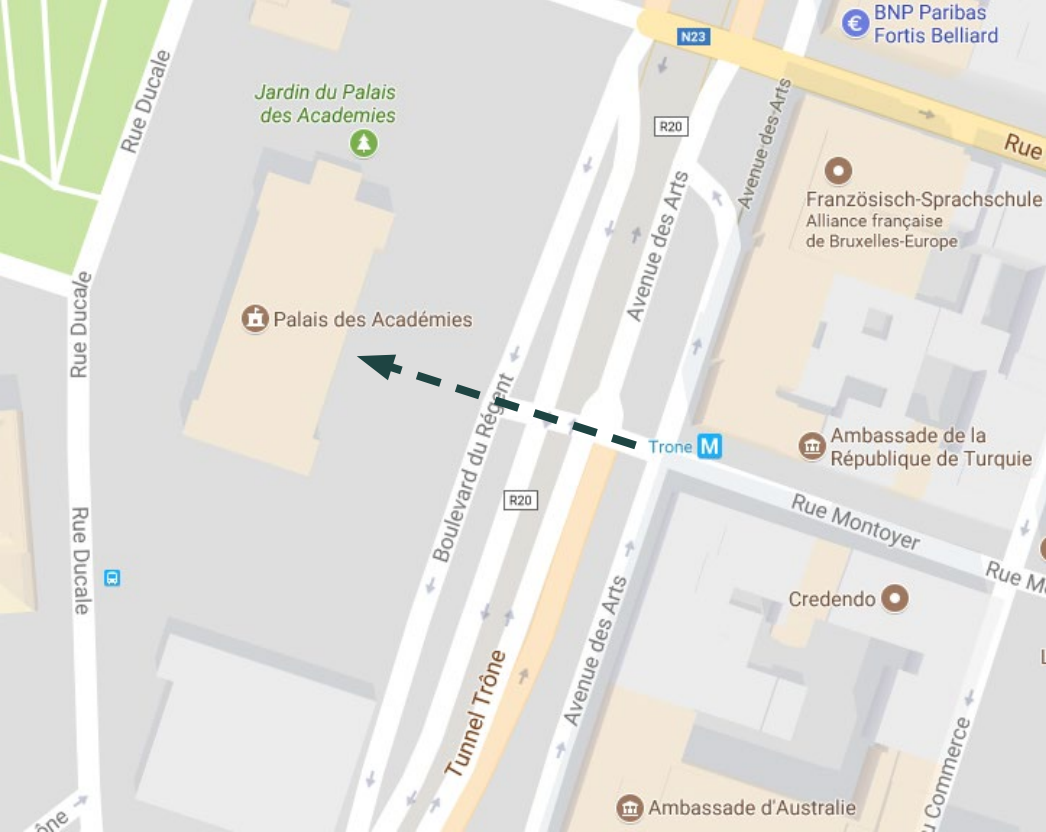 BNP Paribas
Fortis Belliard
N23
Rue Ducale
Jardin du Palais
des Academies
R20
Avenue des Arts
Rue
Französisch-Sprachschule
Alliance française
de Bruxelles-Europe
Avenue des Arts
Rue Ducale
Palais des Académies
Boulevard du Régent
Trone M
Ambassade de la
République de Turquie
R20
Rue Montoyer
Rue Ducale
Rue M
Credendo
Avenue des Arts
L
Tunnel Trône
u Commerce
Ambassade d'Australie
ône